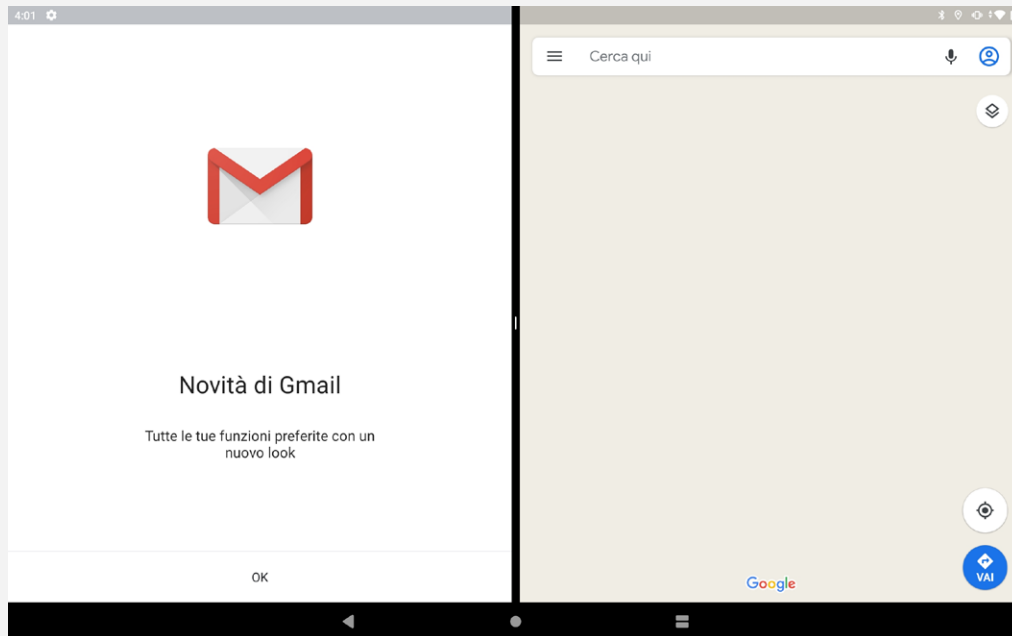 4:01
Novità di Gmail
Tutte le tue funzioni preferite con un
nuovo look
OK
Cerca qui
Google
VAI